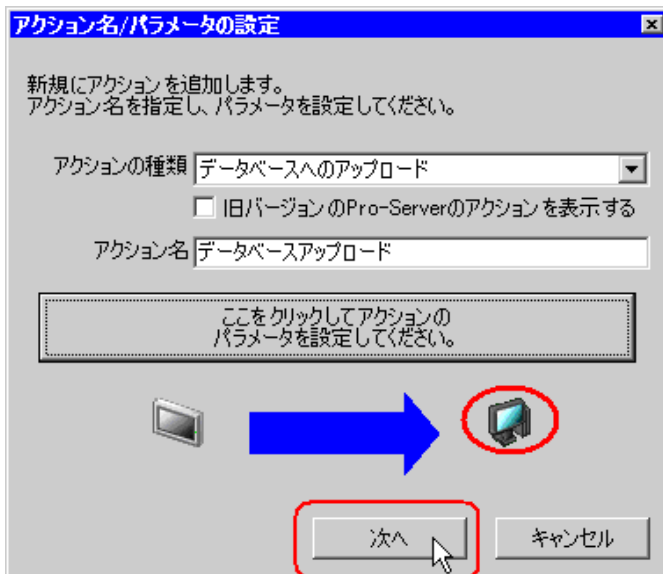 アクション名/パラメータの設定
新規にアクションを追加します。
アクション名を指定し、パラメータを設定してください。
アクションの種類 データベースへのアップロード
旧バージョンのPro-Serverのアクションを表示する
アクション名 データベースアップロード
ここをクリックしてアクションの
パラメータを設定してください。
次へ キャンセル